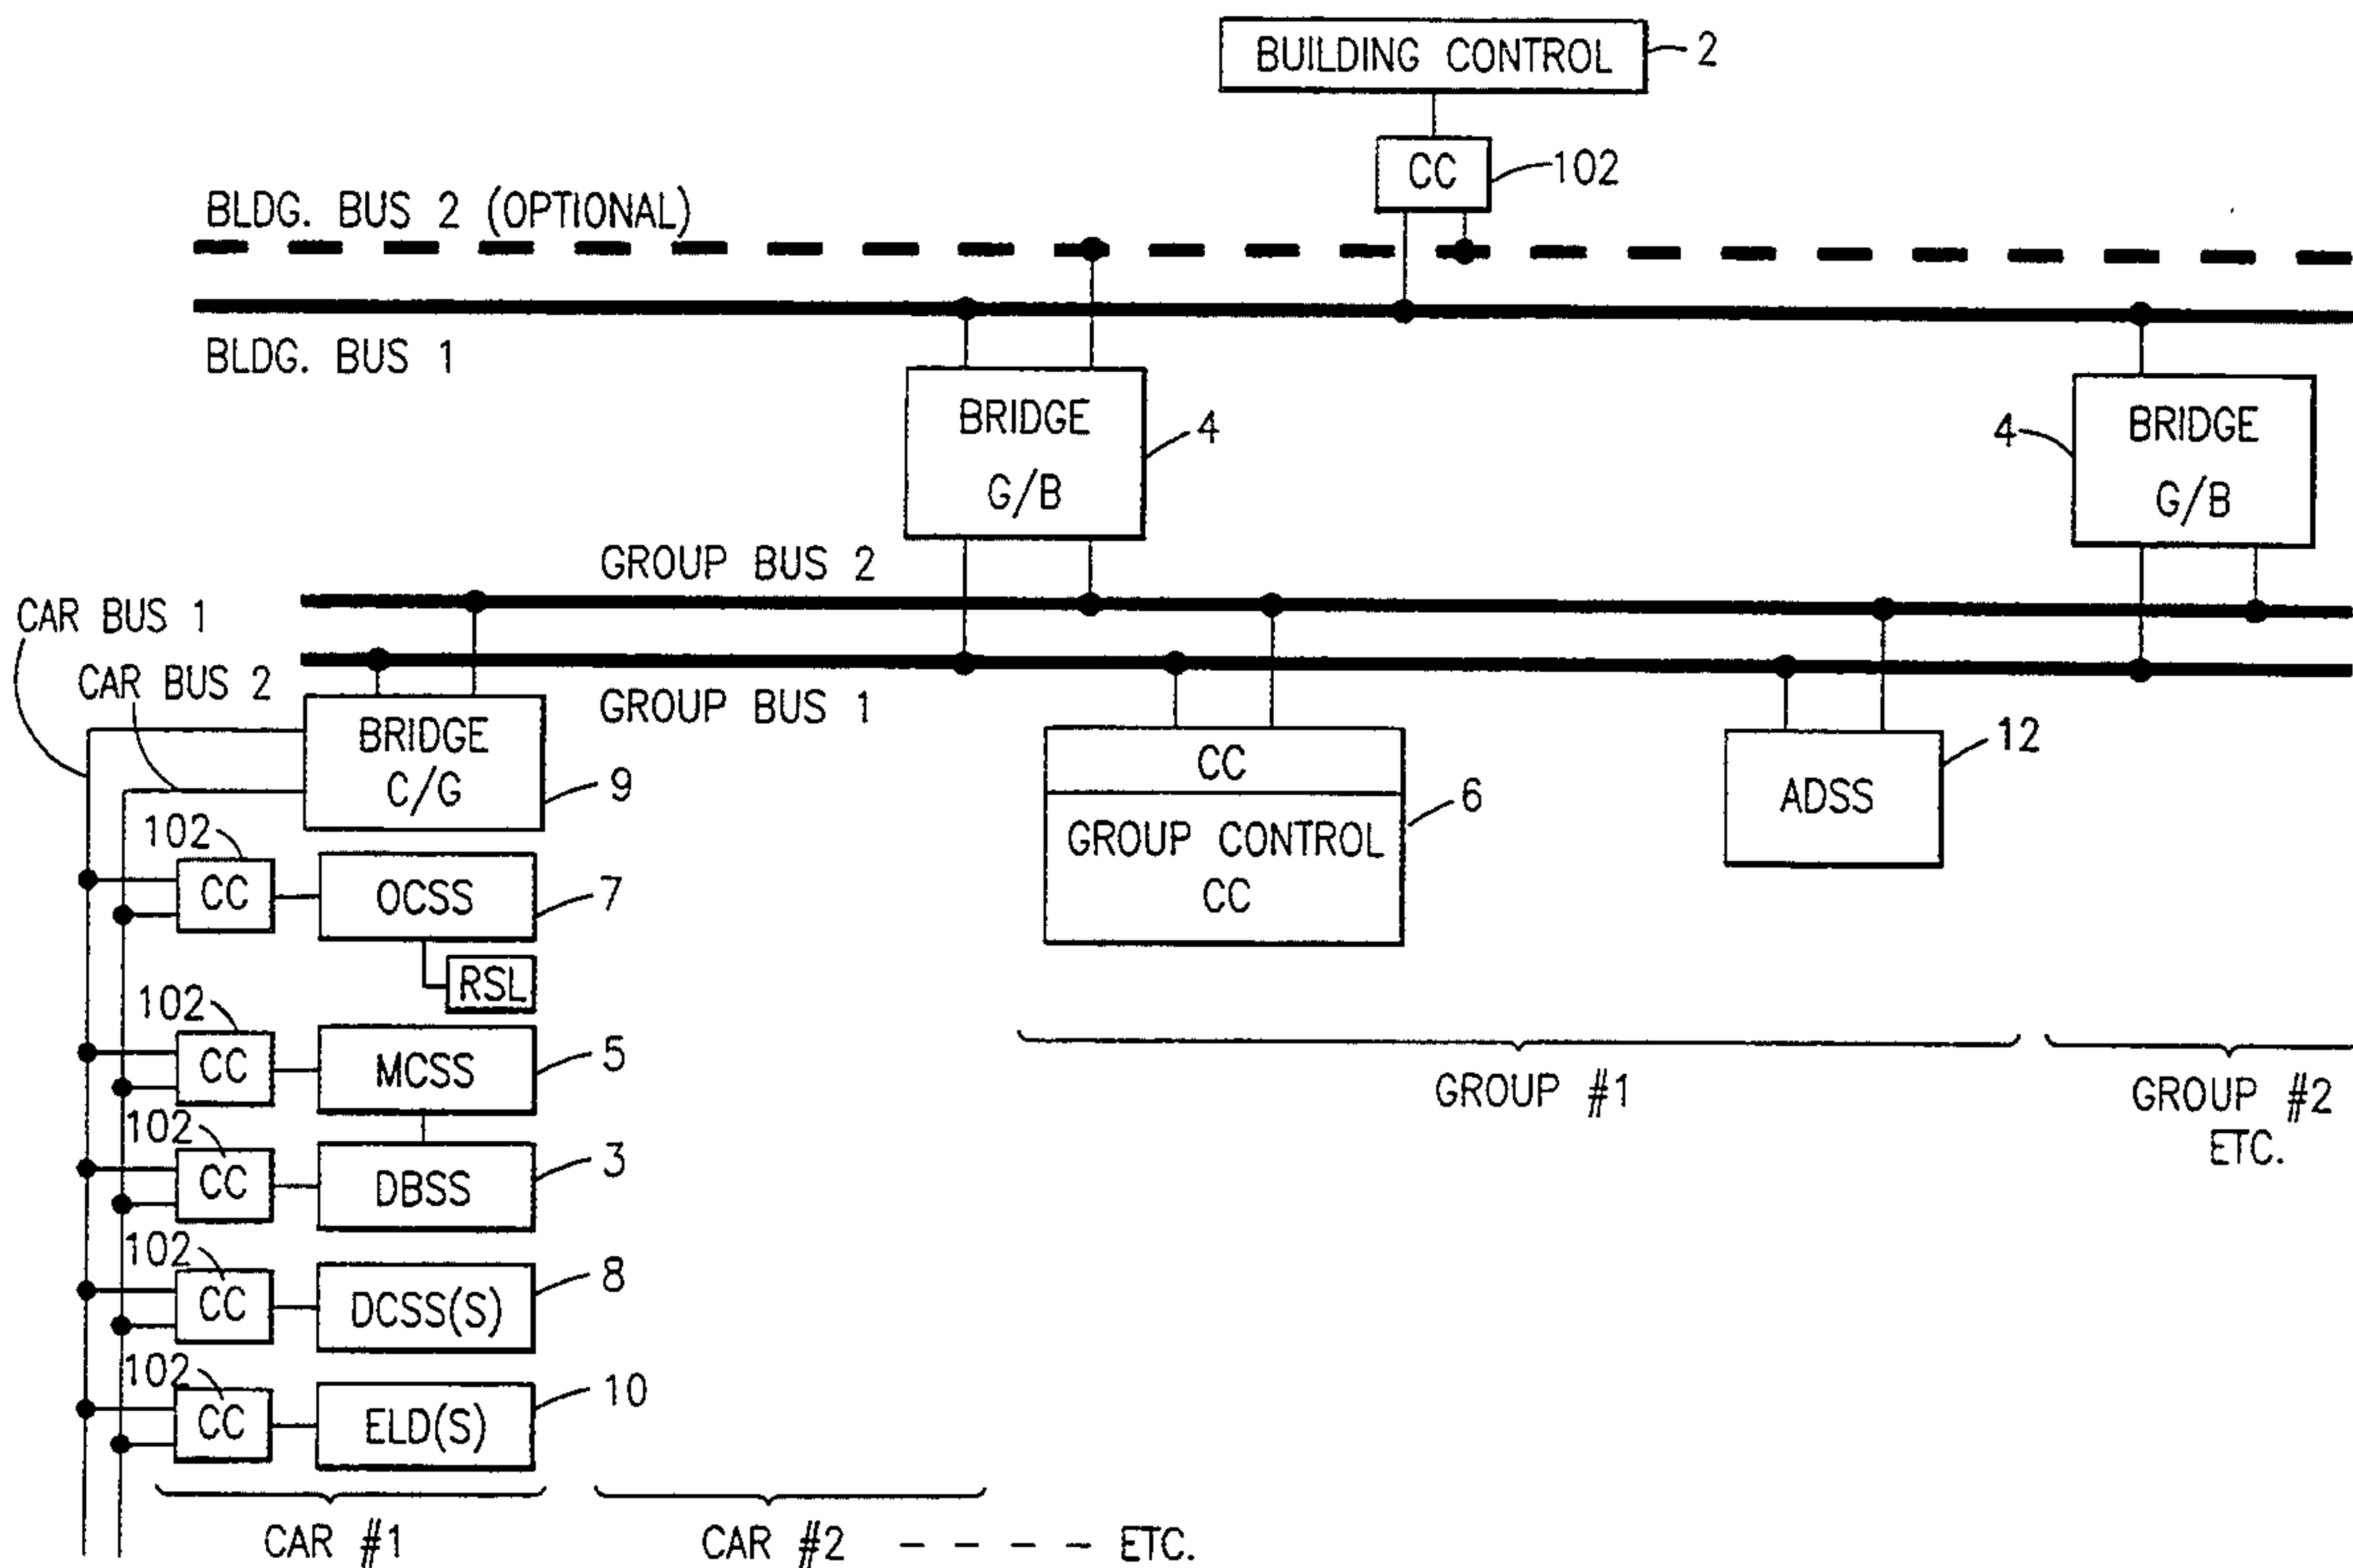 BUILDING CONTROL
2
CC
102
BLDG. BUS 2 (OPTIONAL)
BLDG. BUS 1
BRIDGE
G/B
4
4
BRIDGE
G/B
GROUP BUS 2
CAR BUS 1
CAR BUS 2
GROUP BUS 1
BRIDGE
C/G
9
CC
GROUP CONTROL
CC
6
ADSS
12
102
CC
OCSS
7
RSL
102
CC
MCSS
5
102
CC
DBSS
3
102
CC
DCSS(S)
8
102
CC
ELD(S)
10
GROUP #1
GROUP #2
ETC.
CAR #1
CAR #2 - - - - ETC.